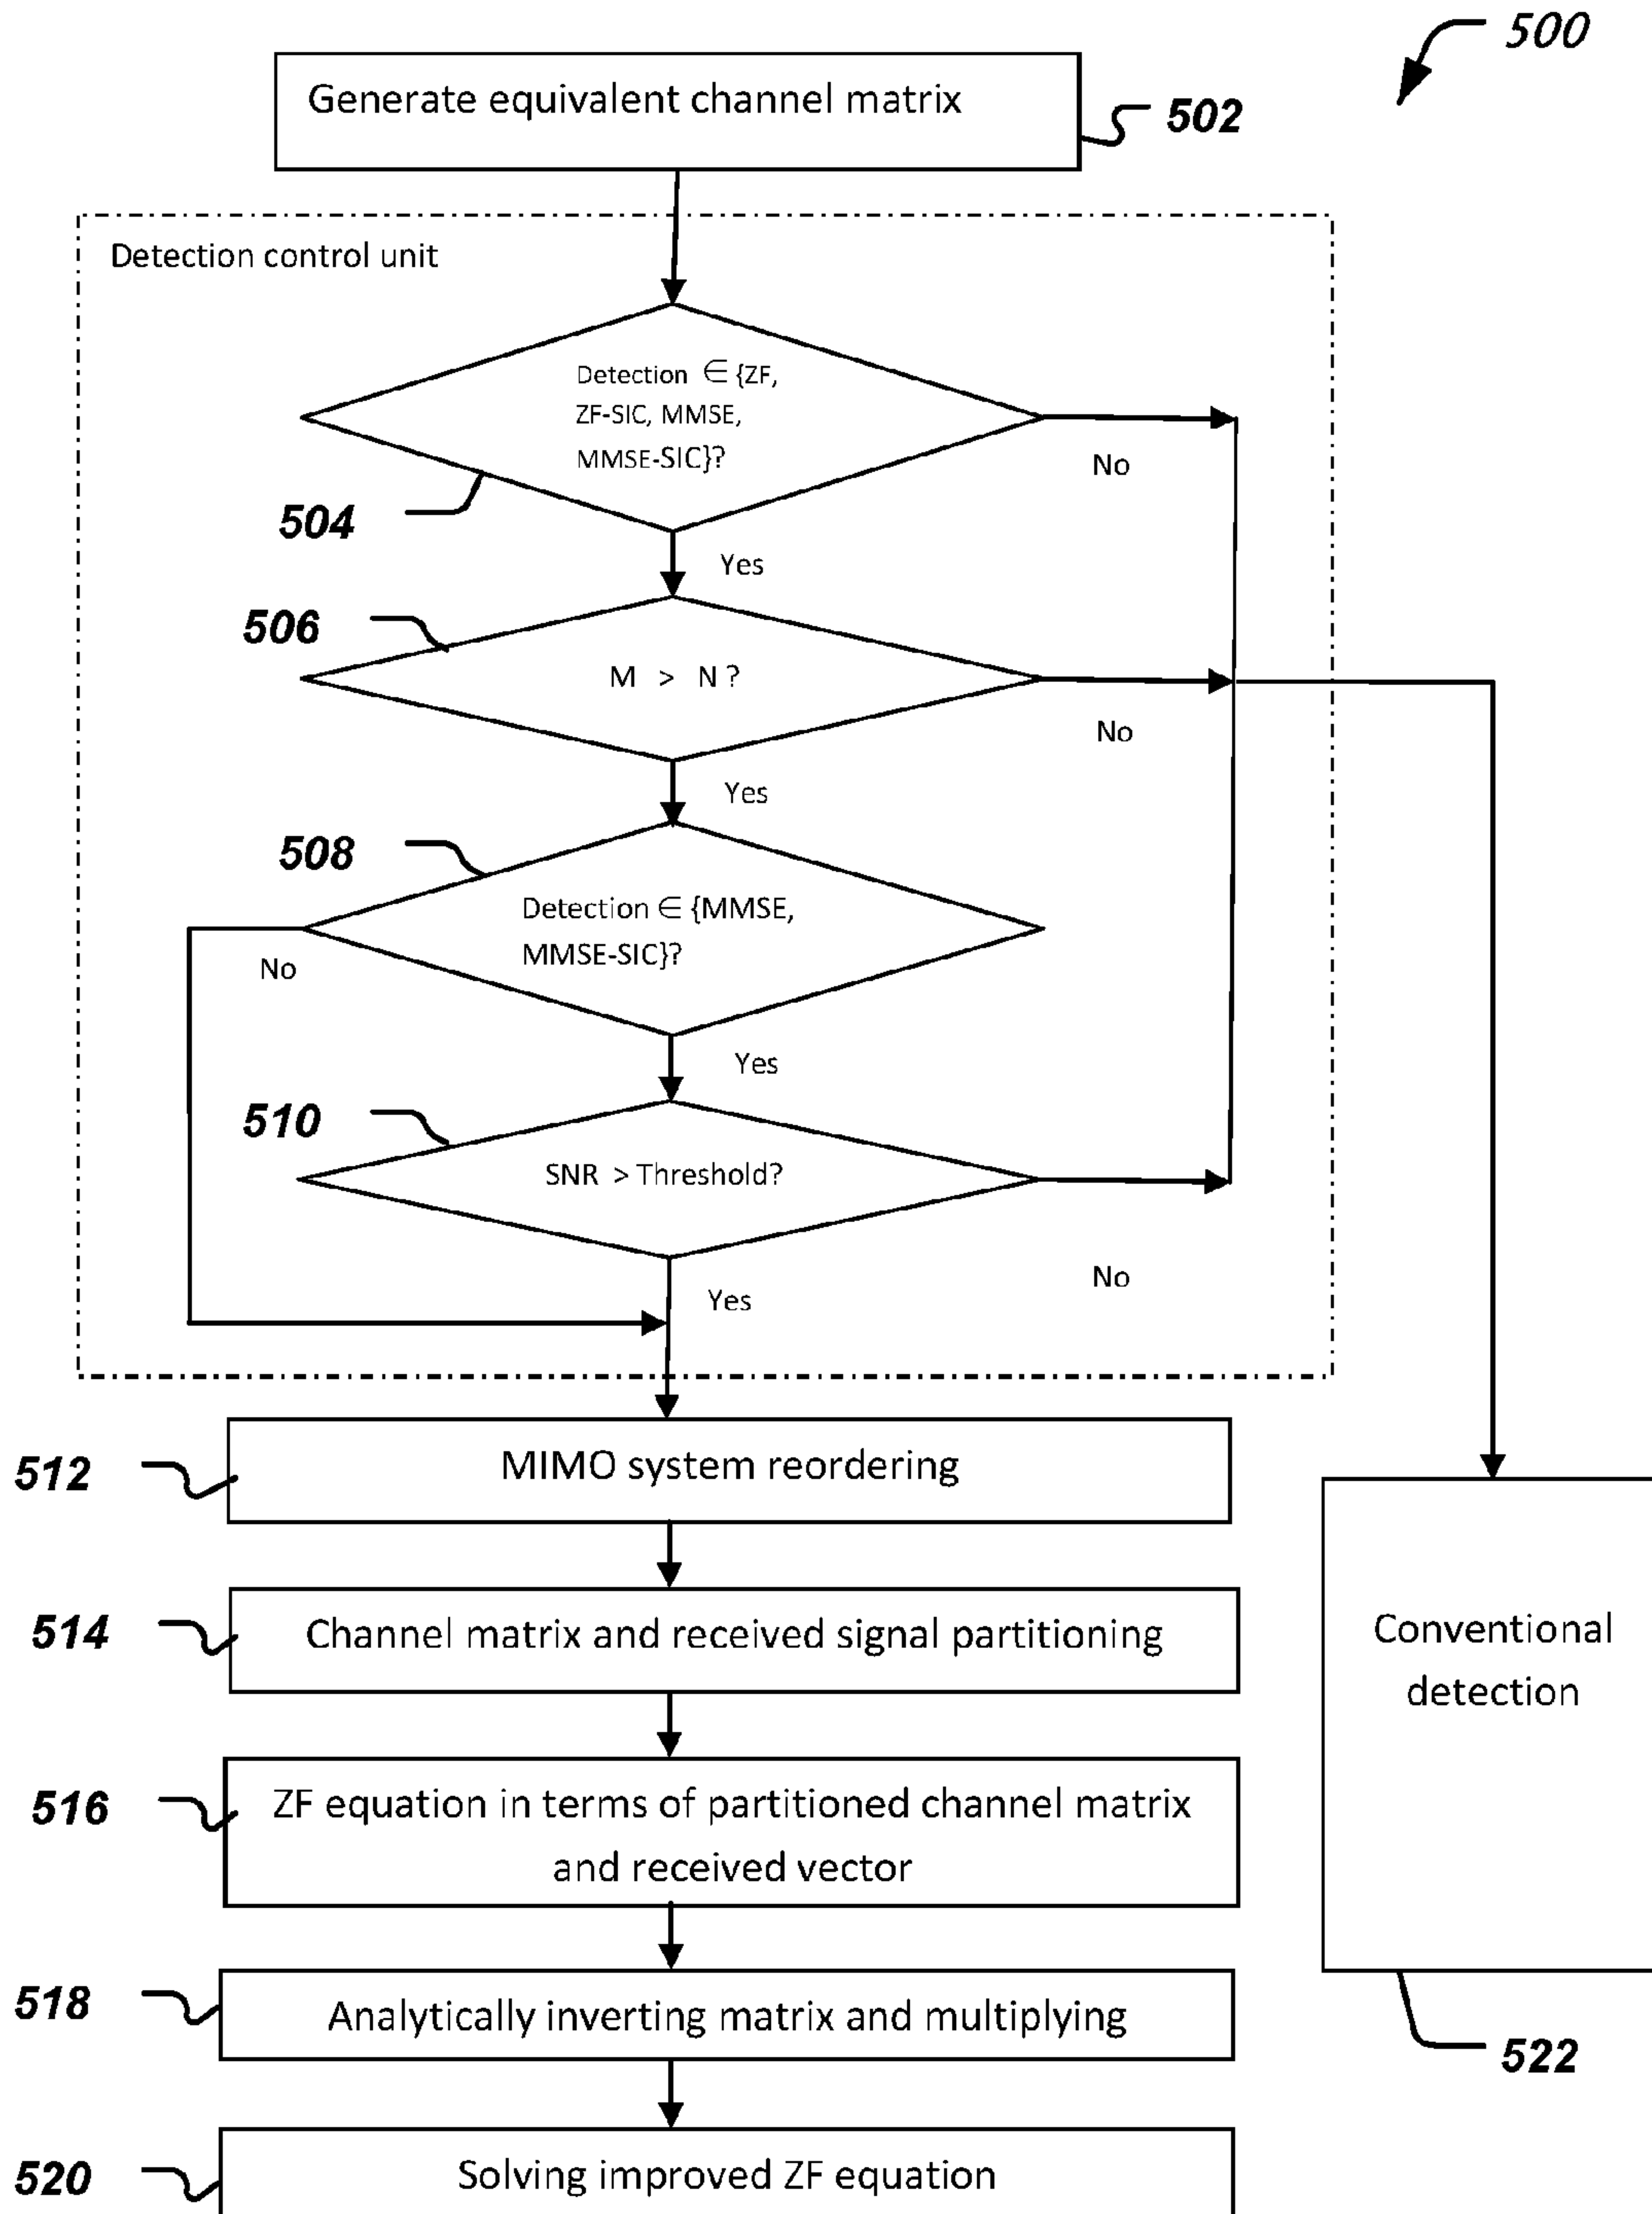 500
Generate equivalent channel matrix
502
Detection control unit
Detection ∈ {ZF,
ZF-SIC, MMSE,
MMSE-SIC}?
No
504
Yes
506
M > N ?
No
Yes
508
Detection ∈ {MMSE,
MMSE-SIC}?
No
Yes
510
SNR > Threshold?
No
Yes
512
MIMO system reordering
514
Channel matrix and received signal partitioning
Conventional
detection
516
ZF equation in terms of partitioned channel matrix
and received vector
518
Analytically inverting matrix and multiplying
522
520
Solving improved ZF equation